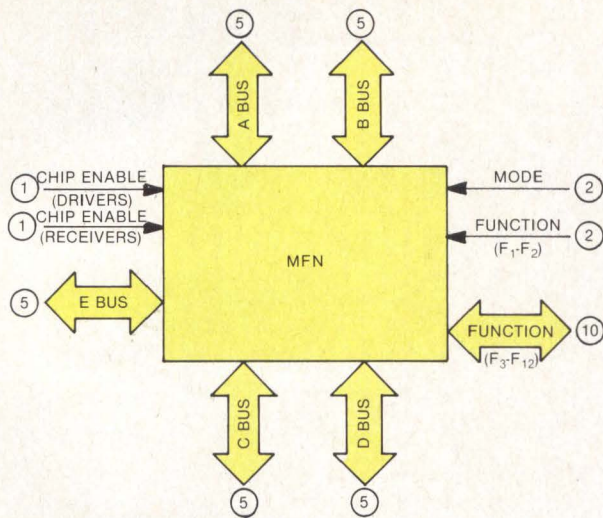 5
5
A BUS
B BUS
1
CHIP ENABLE
(DRIVERS)
1
CHIP ENABLE
(RECEIVERS)
MODE
2
FUNCTION
2
(F₁-F₂)
MFN
5
E BUS
FUNCTION
10
(F₃-F₁₂)
C BUS
D BUS
5
5